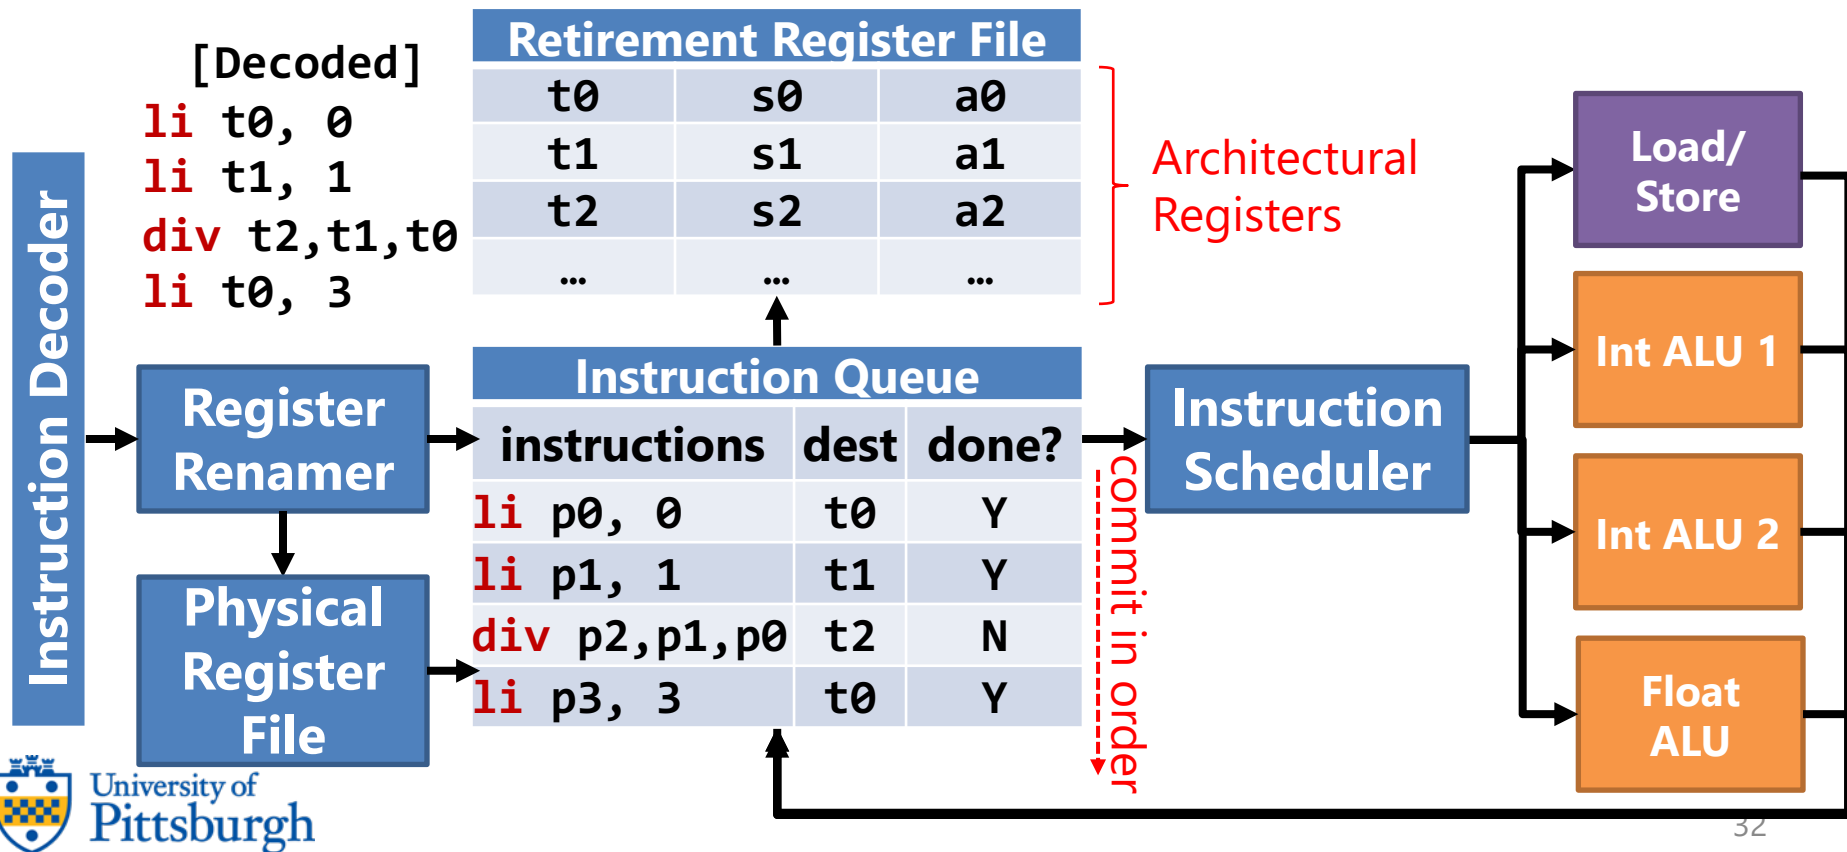 [Decoded]
li t0, 0
li t1, 1
div t2,t1,t0
li t0, 3
Instruction Decoder
Retirement Register File
t0 s0 a0
t1 s1 a1
t2 s2 a2
… … …
Architectural
Registers
Register
Renamer
Physical
Register
File
Instruction Queue
instructions dest done?
li p0, 0 t0 Y
li p1, 1 t1 Y
div p2,p1,p0 t2 N
li p3, 3 t0 Y
commit in order
Instruction
Scheduler
Load/
Store
Int ALU 1
Int ALU 2
Float
ALU
University of
Pittsburgh
32